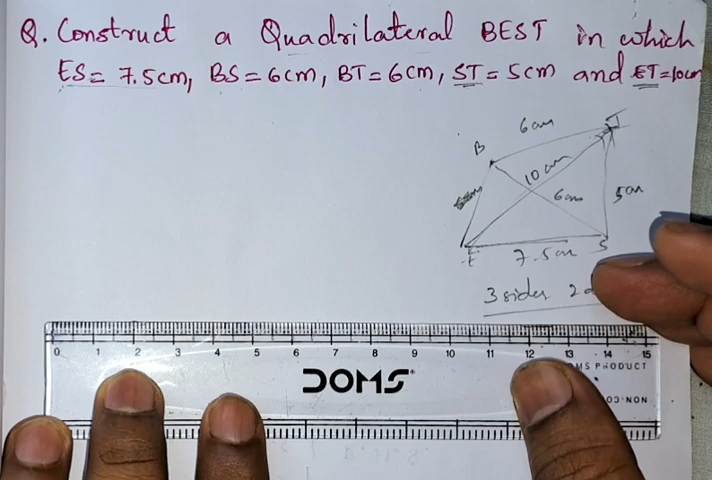 Q. Construct a Quadrilateral BEST in which
ES = 7.5cm, BS = 6cm, BT = 6cm, ST = 5cm and ET = 10cm
6cm
T
B
10 cm
6cm
5cm
E
7.5cm
S
3 sides 2
0 1 2 3 4 5 6 7 8 9 10 11 12 13 14 15
MS PRODUCT
DOMS